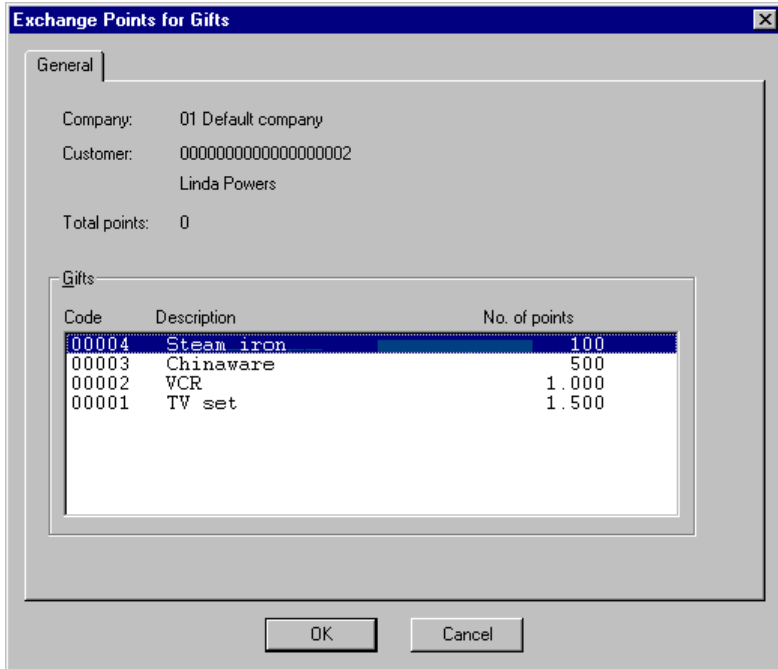 Exchange Points for Gifts
General
Company: 01 Default company
Customer: 0000000000000000002
Linda Powers
Total points: 0
Gifts
Code Description No. of points
00004 Steam iron 100
00003 Chinaware 500
00002 VCR 1.000
00001 TV set 1.500
OK Cancel